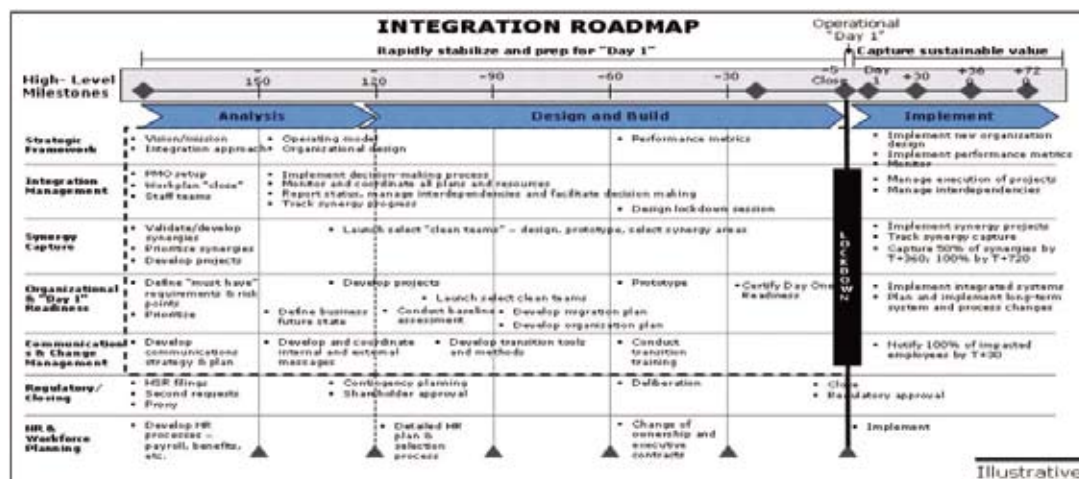 INTEGRATION ROADMAP
Operational
"Day 1"
Rapidly stabilize and prep for "Day 1"
Capture sustainable value
High- Level
Milestones
150
120
-90
-60
-30
-5
Close
Day
1
+30
+36
0
+72
0
Analysis
Design and Build
Implement
Strategic
Framework
• Vision/mission
• Integration approach
• Operating model
• Organizational design
• Performance metrics
• Implement new organization
design
• Implement performance metrics
• Monitor
Integration
Management
• PMO setup
• Workplan "close"
• Staff teams
• Implement decision-making process
• Monitor and coordinate all plans and resources
• Report status, manage interdependencies and facilitate decision making
• Track synergy progress
• Design lockdown session
• Manage execution of projects
• Manage interdependencies
LOCKDOWN
Synergy
Capture
• Validate/develop
synergies
• Prioritize synergies
• Develop projects
• Launch select "clean teams" – design, prototype, select synergy areas
• Implement synergy projects
• Track synergy capture
• Capture 50% of synergies by
T+360; 100% by T+720
Organizational
& "Day 1"
Readiness
• Define "must have"
requirements & risk
points
• Prioritize
• Define business
future state
• Develop projects
• Launch select clean teams
• Conduct baseline
assessment
• Develop migration plan
• Develop organization plan
• Prototype
• Certify Day One
Readiness
• Implement integrated systems
• Plan and implement long-term
system and process changes
Communication
s & Change
Management
• Develop
communications
strategy & plan
• Develop and coordinate
internal and external
messages
• Develop transition tools
and methods
• Conduct
transition
training
• Notify 100% of impacted
employees by T+30
Regulatory/
Closing
• HSR filings
• Second requests
• Proxy
• Contingency planning
• Shareholder approval
• Deliberation
• Close
• Regulatory approval
HR &
Workforce
Planning
• Develop HR
processes –
payroll, benefits,
etc.
• Detailed HR
plan &
selection
process
• Change of
ownership and
executive
contracts
• Implement
Illustrative